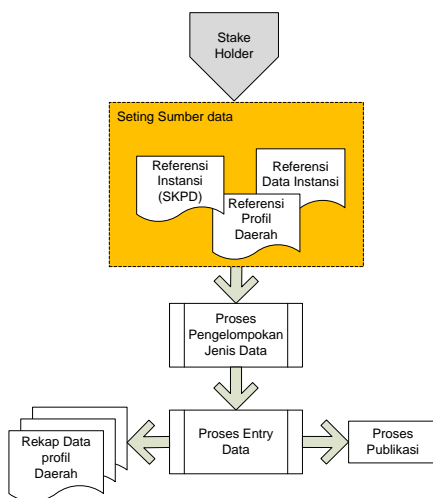 Stake
Holder
Seting Sumber data
Referensi
Instansi
(SKPD)
Referensi
Data Instansi
Referensi
Profil
Daerah
Proses
Pengelompokan
Jenis Data
Proses Entry
Data
Rekap Data
profil
Daerah
Proses
Publikasi